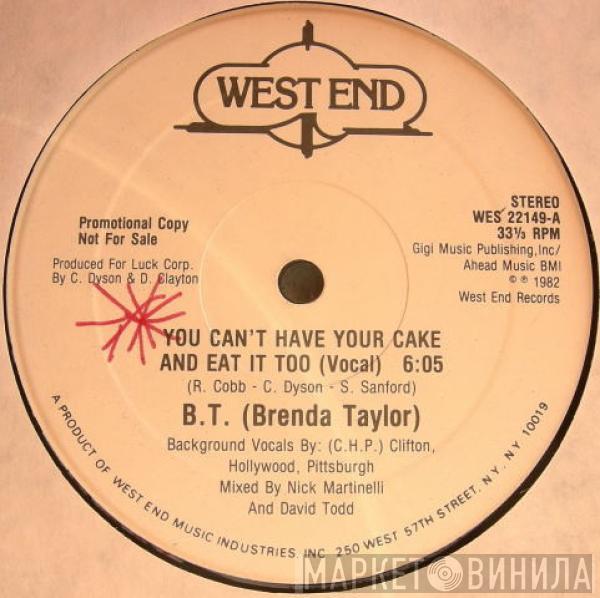 WEST END
Promotional Copy
Not For Sale
Produced For Luck Corp.
By C. Dyson & D. Clayton
STEREO
WES 22149-A
33⅓ RPM
Gigi Music Publishing, Inc/
Ahead Music BMI
© ℗ 1982
West End Records
YOU CAN'T HAVE YOUR CAKE
AND EAT IT TOO (Vocal) 6:05
(R. Cobb - C. Dyson - S. Sanford)
B.T. (Brenda Taylor)
Background Vocals By: (C.H.P.) Clifton,
Hollywood, Pittsburgh
Mixed By Nick Martinelli
And David Todd
A PRODUCT OF WEST END MUSIC INDUSTRIES, INC. 250 WEST 57TH STREET, N.Y., NY 10019
МАРКЕТ ВИНИЛА